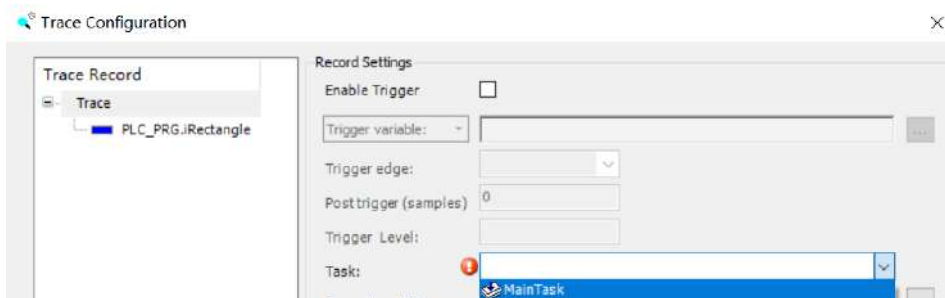 Trace Configuration
Trace Record
Trace
PLC_PRG.iRectangle
Record Settings
Enable Trigger
Trigger variable:
...
Trigger edge:
Post trigger (samples)
0
Trigger Level:
Task:
MainTask